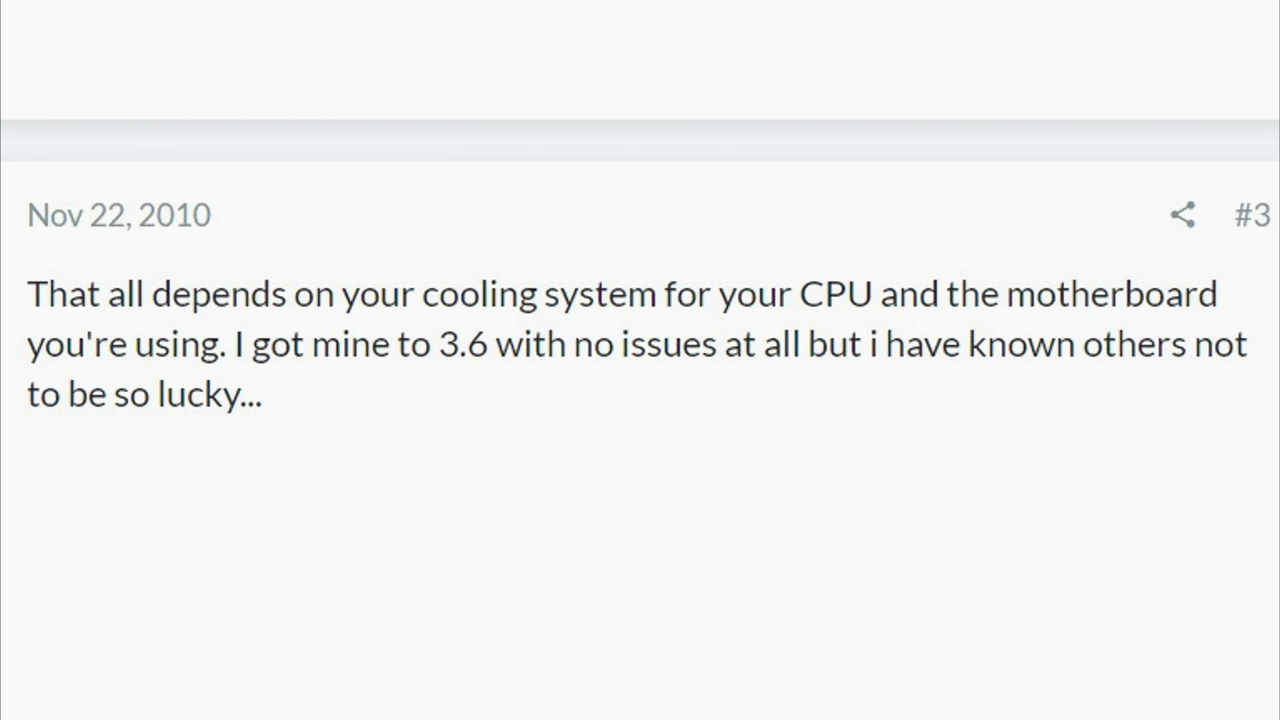 Nov 22, 2010 #3
That all depends on your cooling system for your CPU and the motherboard
you're using. I got mine to 3.6 with no issues at all but i have known others not
to be so lucky...